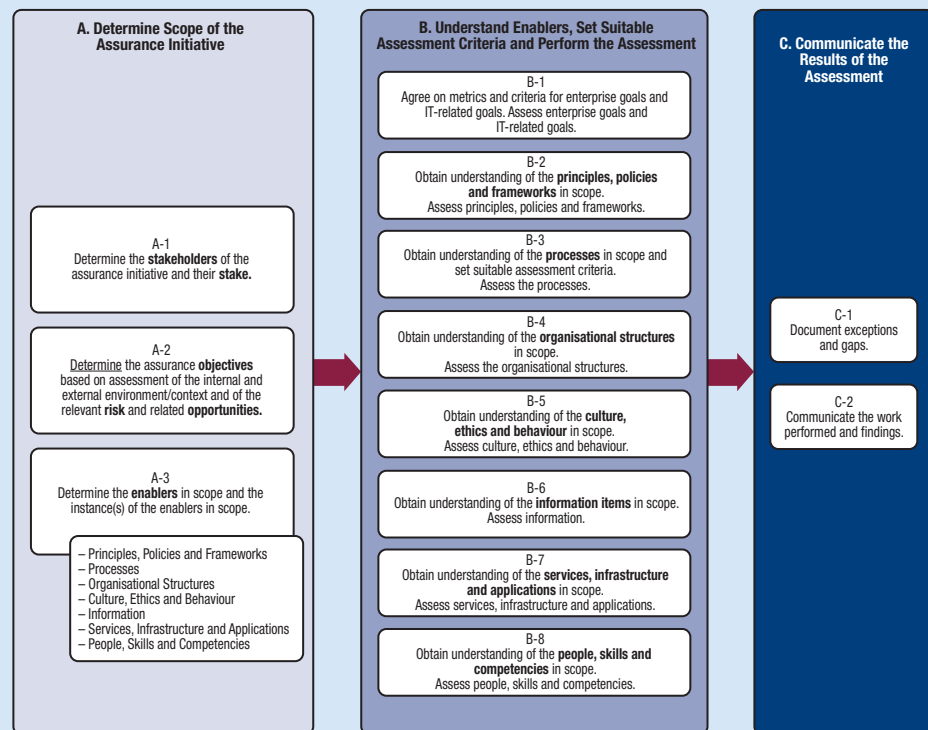 A. Determine Scope of the
Assurance Initiative
A-1
Determine the stakeholders of the
assurance initiative and their stake.
A-2
Determine the assurance objectives
based on assessment of the internal and
external environment/context and of
the relevant risk and related opportunities.
A-3
Determine the enablers in scope and the
instance(s) of the enablers in scope.
– Principles, Policies and Frameworks
– Processes
– Organisational Structures
– Culture, Ethics and Behaviour
– Information
– Services, Infrastructure and Applications
– People, Skills and Competencies
B. Understand Enablers, Set Suitable
Assessment Criteria and Perform the Assessment
B-1
Agree on metrics and criteria for enterprise goals and
IT-related goals. Assess enterprise goals and
IT-related goals.
B-2
Obtain understanding of the principles, policies
and frameworks in scope.
Assess principles, policies and frameworks.
B-3
Obtain understanding of the processes in scope and
set suitable assessment criteria.
Assess the processes.
B-4
Obtain understanding of the organisational structures
in scope.
Assess the organisational structures.
B-5
Obtain understanding of the culture,
ethics and behaviour in scope.
Assess culture, ethics and behaviour.
B-6
Obtain understanding of the information items in scope.
Assess information.
B-7
Obtain understanding of the services, infrastructure
and applications in scope.
Assess services, infrastructure and applications.
B-8
Obtain understanding of the people, skills and
competencies in scope.
Assess people, skills and competencies.
C. Communicate the
Results of the
Assessment
C-1
Document exceptions
and gaps.
C-2
Communicate the work
performed and findings.